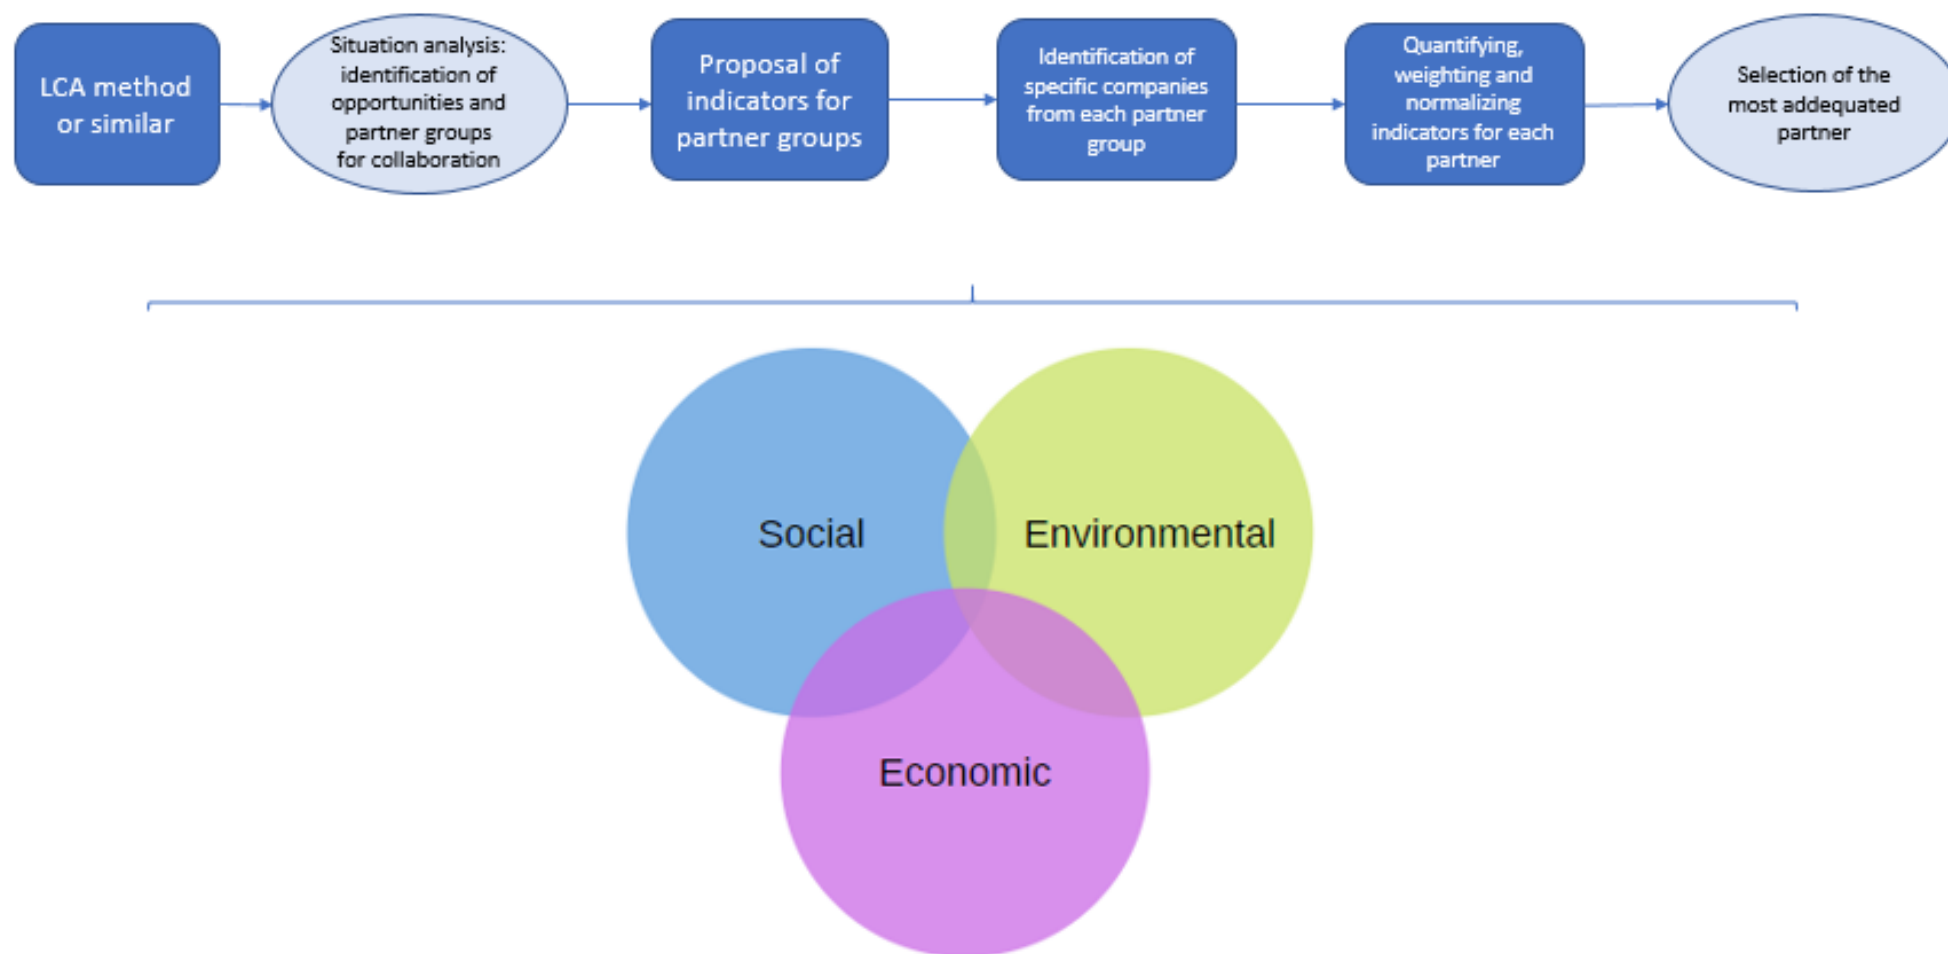 LCA method
or similar
Situation analysis:
identification of
opportunities and
partner groups
for collaboration
Proposal of
indicators for
partner groups
Identification of
specific companies
from each partner
group
Quantifying,
weighting and
normalizing
indicators for each
partner
Selection of the
most addequated
partner
Social
Environmental
Economic